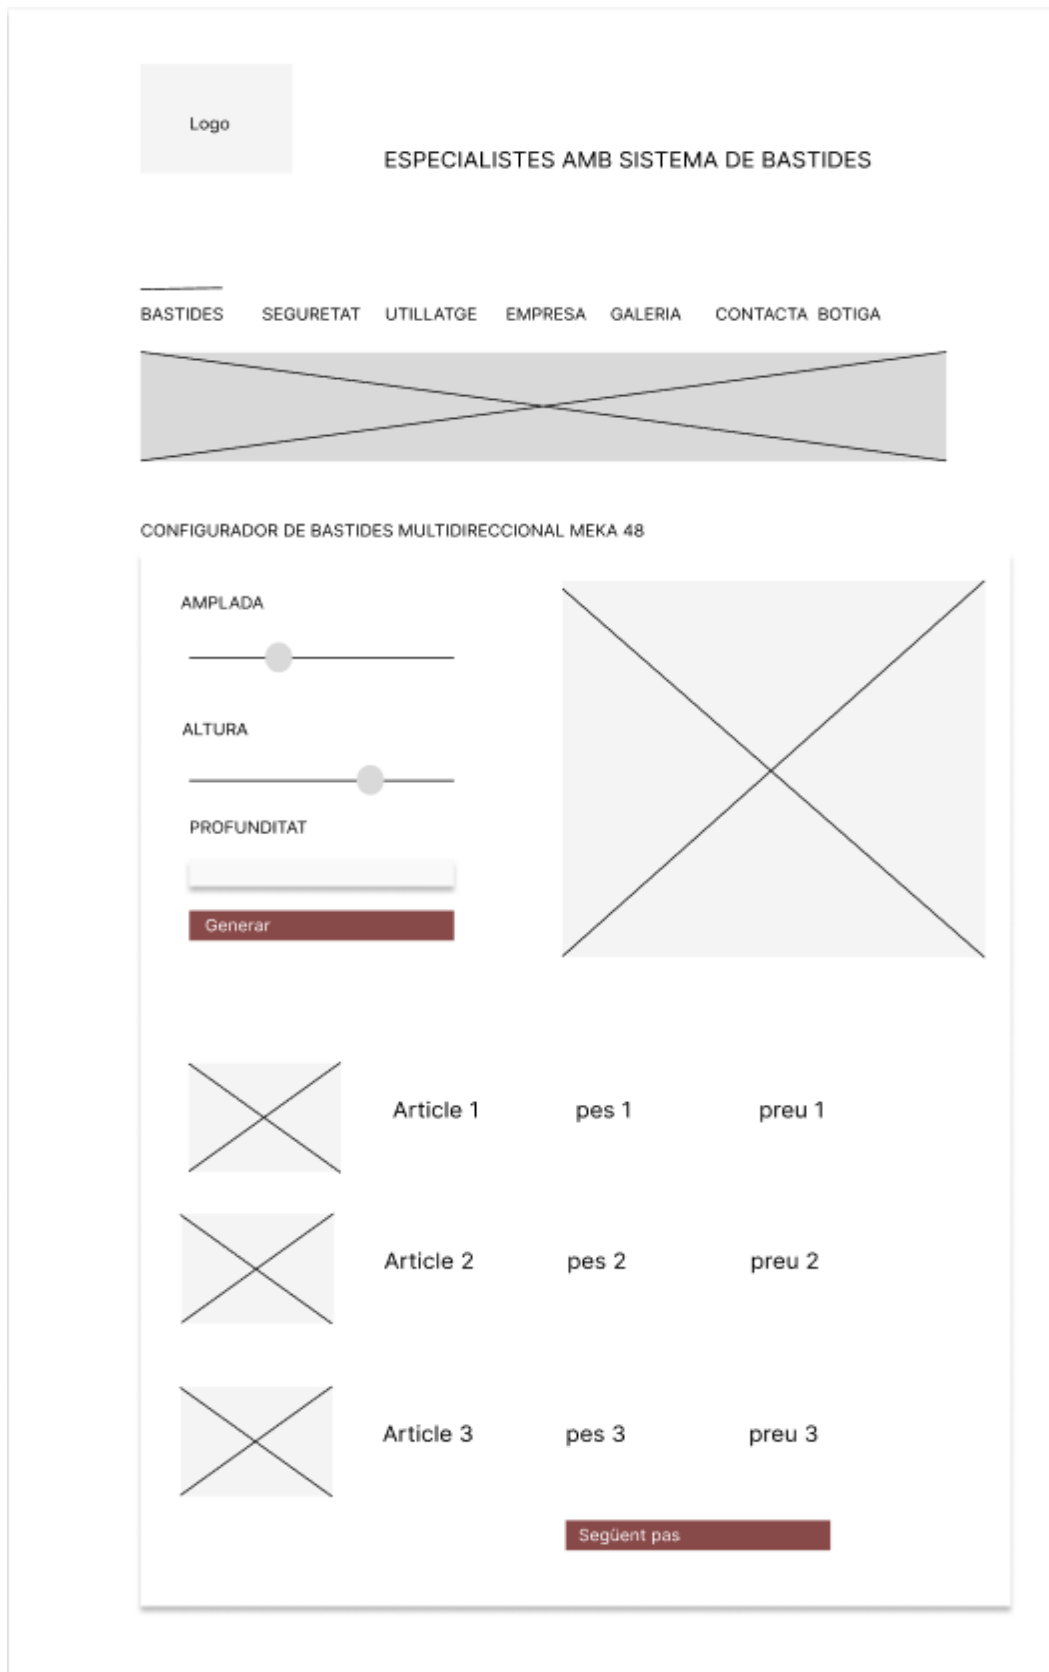 Logo
ESPECIALISTES AMB SISTEMA DE BASTIDES
BASTIDES SEGURETAT UTILLATGE EMPRESA GALERIA CONTACTA BOTIGA
CONFIGURADOR DE BASTIDES MULTIDIRECCIONAL MEKA 48
AMPLADA
ALTURA
PROFUNDITAT
Generar
Article 1 pes 1 preu 1
Article 2 pes 2 preu 2
Article 3 pes 3 preu 3
Següent pas